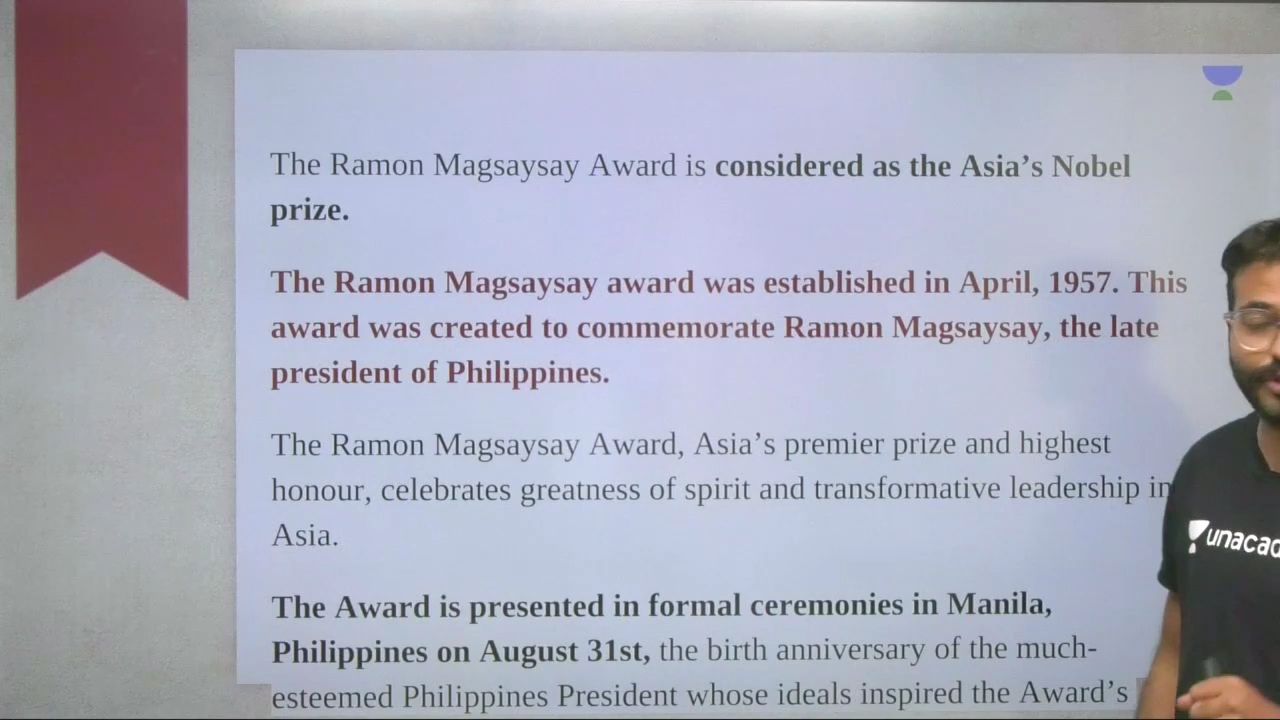 The Ramon Magsaysay Award is considered as the Asia’s Nobel
prize.
The Ramon Magsaysay award was established in April, 1957. This
award was created to commemorate Ramon Magsaysay, the late
president of Philippines.
The Ramon Magsaysay Award, Asia’s premier prize and highest
honour, celebrates greatness of spirit and transformative leadership in
Asia.
The Award is presented in formal ceremonies in Manila,
Philippines on August 31st, the birth anniversary of the much-
esteemed Philippines President whose ideals inspired the Award’s
unacad